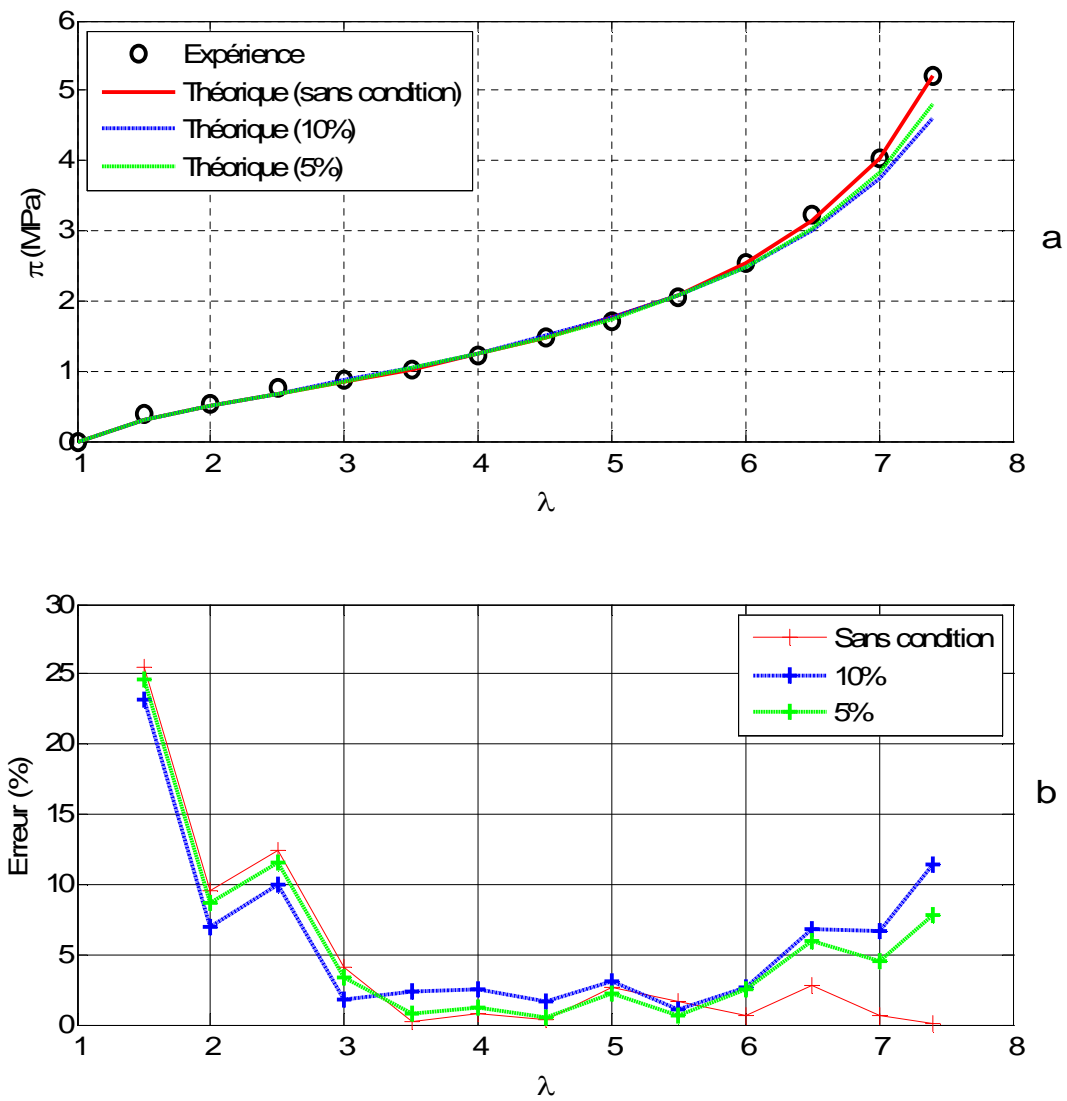 6
5
4
3
2
1
0
π (MPa)
Expérience
Théorique (sans condition)
Théorique (10%)
Théorique (5%)
1 2 3 4 5 6 7 8
λ
a
30
25
20
15
10
5
0
Erreur (%)
Sans condition
10%
5%
1 2 3 4 5 6 7 8
λ
b